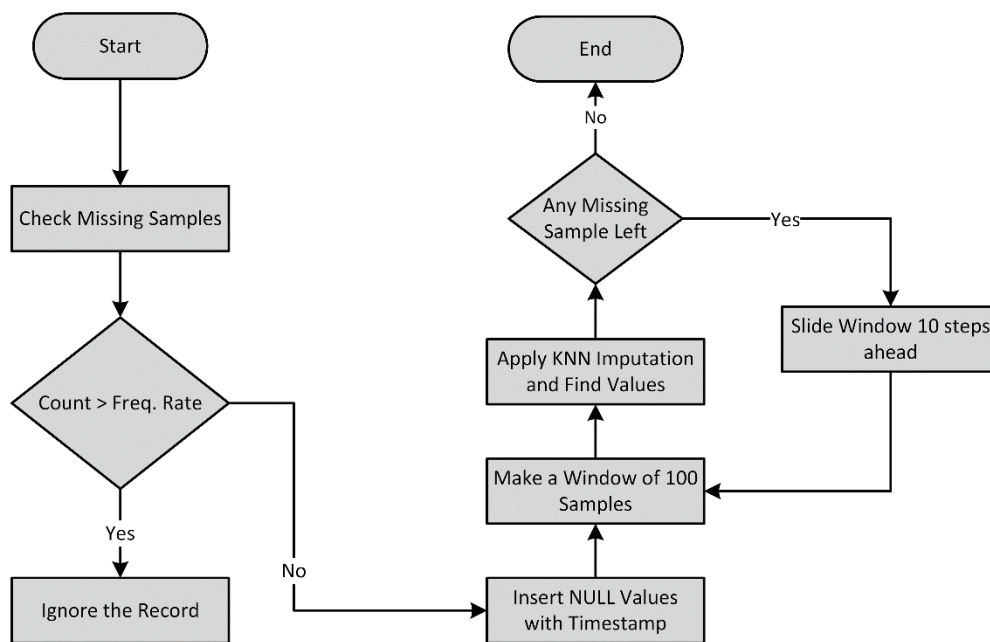 Start
Check Missing Samples
Count > Freq. Rate
Yes
Ignore the Record
No
Insert NULL Values
with Timestamp
Make a Window of 100
Samples
Apply KNN Imputation
and Find Values
Any Missing
Sample Left
Yes
Slide Window 10 steps
ahead
No
End